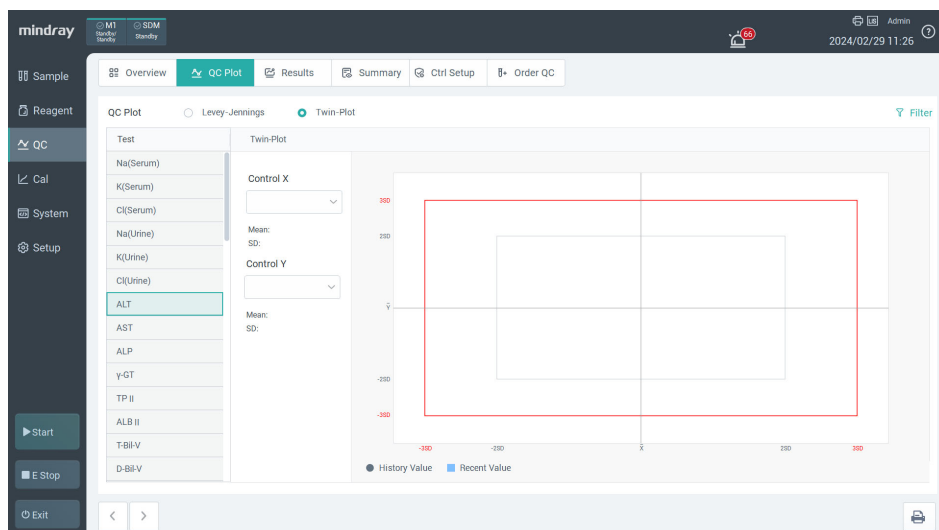 mindray
M1
Standby/
Standby
SDM
Standby
66
US
Admin
2024/02/29 11:26
?
Sample
Reagent
QC
Cal
System
Setup
Start
E Stop
Exit
Overview
QC Plot
Results
Summary
Ctrl Setup
Order QC
QC Plot
Levey-Jennings
Twin-Plot
Filter
Test
Na(Serum)
K(Serum)
Cl(Serum)
Na(Urine)
K(Urine)
Cl(Urine)
ALT
AST
ALP
γ-GT
TP II
ALB II
T-Bil-V
D-Bil-V
Twin-Plot
Control X
Mean:
SD:
Control Y
Mean:
SD:
3SD
2SD
Ȳ
-2SD
-3SD
-3SD
-2SD
X̄
2SD
3SD
History Value
Recent Value